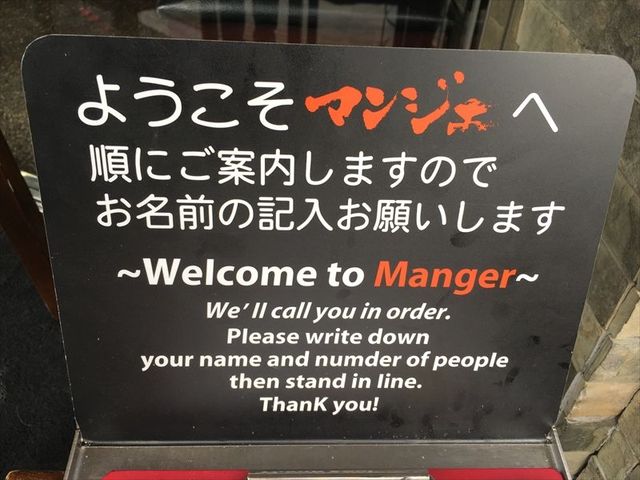 ようこそ マンジェ へ
順にご案内しますので
お名前の記入お願いします
~Welcome to Manger~
We'll call you in order.
Please write down
your name and numder of people
then stand in line.
ThanK you!